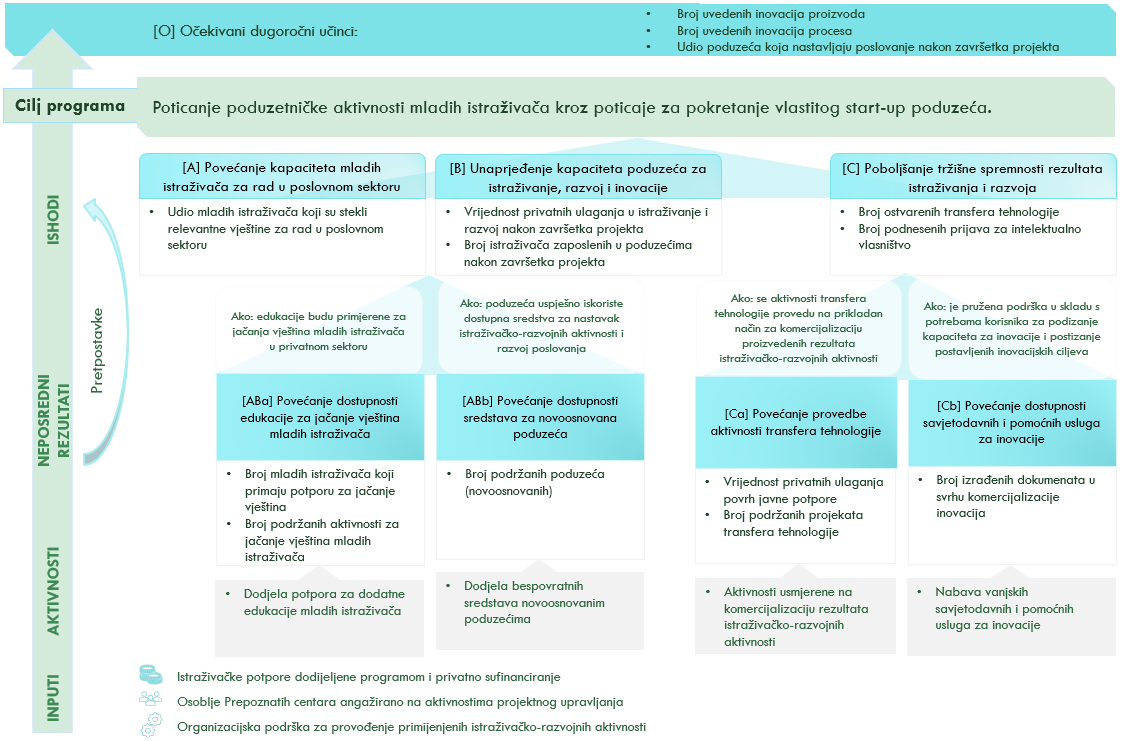 [O] Očekivani dugoročni učinci:
• Broj uvedenih inovacija proizvoda
• Broj uvedenih inovacija procesa
• Udio poduzeća koja nastavljaju poslovanje nakon završetka projekta
Cilj programa
Poticanje poduzetničke aktivnosti mladih istraživača kroz poticaje za pokretanje vlastitog start-up poduzeća.
ISHODI
[A] Povećanje kapaciteta mladih
istraživača za rad u poslovnom sektoru
• Udio mladih istraživača koji su stekli
relevantne vještine za rad u poslovnom
sektoru
[B] Unaprjeđenje kapaciteta poduzeća za
istraživanje, razvoj i inovacije
• Vrijednost privatnih ulaganja u istraživanje i
razvoj nakon završetka projekta
• Broj istraživača zaposlenih u poduzećima
nakon završetka projekta
[C] Poboljšanje tržišne spremnosti rezultata
istraživanja i razvoja
• Broj ostvarenih transfera tehnologije
• Broj podnesenih prijava za intelektualno
vlasništvo
Pretpostavke
Ako: edukacije budu primjerene za
jačanja vještina mladih istraživača
u privatnom sektoru
Ako: poduzeća uspješno iskoriste
dostupna sredstva za nastavak
istraživačko-razvojnih aktivnosti i
razvoj poslovanja
Ako: se aktivnosti transfera
tehnologije provedu na prikladan
način za komercijalizaciju
proizvedenih rezultata
istraživačko-razvojnih aktivnosti
Ako: je pružena podrška u skladu s
potrebama korisnika za podizanje
kapaciteta za inovacije i postizanje
postavljenih inovacijskih ciljeva
NEPOSREDNI
REZULTATI
[ABa] Povećanje dostupnosti
edukacije za jačanje vještina
mladih istraživača
• Broj mladih istraživača koji
primaju potporu za jačanje
vještina
• Broj podržanih aktivnosti za
jačanje vještina mladih
istraživača
[ABb] Povećanje dostupnosti
sredstava za novoosnovana
poduzeća
• Broj podržanih poduzeća
(novoosnovanih)
[Ca] Povećanje provedbe
aktivnosti transfera tehnologije
• Vrijednost privatnih ulaganja
povrh javne potpore
• Broj podržanih projekata
transfera tehnologije
[Cb] Povećanje dostupnosti
savjetodavnih i pomoćnih usluga
za inovacije
• Broj izrađenih dokumenata u
svrhu komercijalizacije
inovacija
AKTIVNOSTI
• Dodjela potpora za dodatne
edukacije mladih istraživača
• Dodjela bespovratnih
sredstava novoosnovanim
poduzećima
• Aktivnosti usmjerene na
komercijalizaciju rezultata
istraživačko-razvojnih
aktivnosti
• Nabava vanjskih
savjetodavnih i pomoćnih
usluga za inovacije
INPUTI
Istraživačke potpore dodijeljene programom i privatno sufinanciranje
Osoblje Prepoznatih centara angažirano na aktivnostima projektnog upravljanja
Organizacijska podrška za provođenje primijenjenih istraživačko-razvojnih aktivnosti